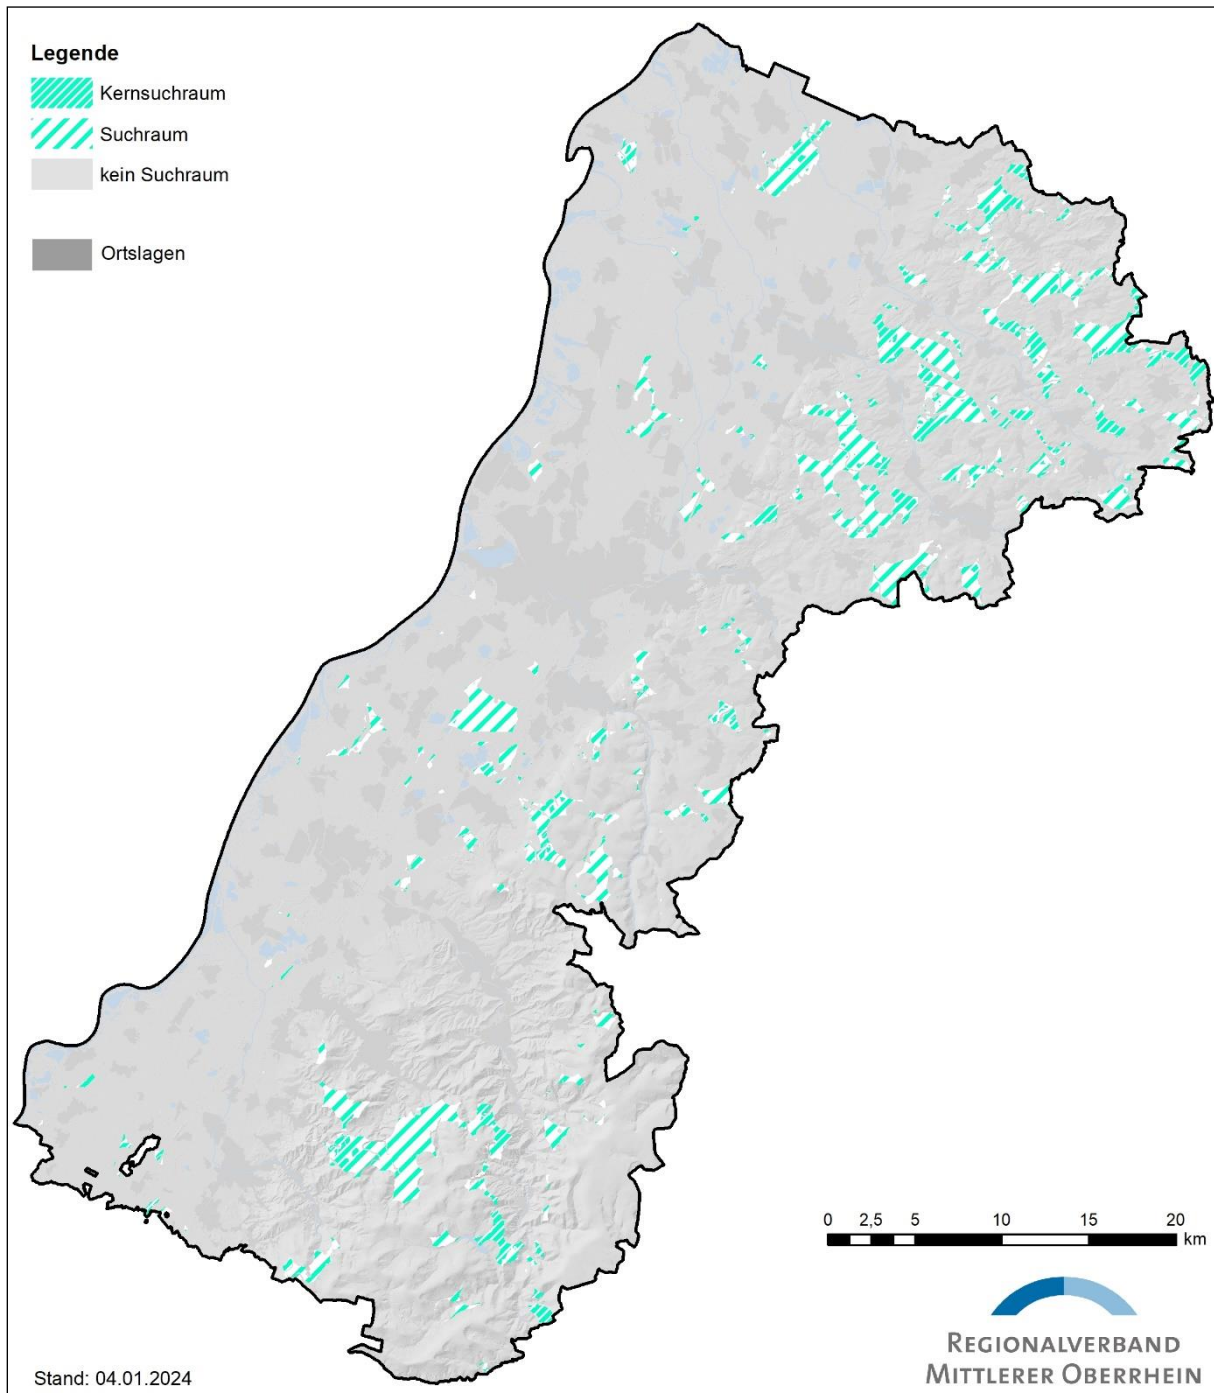 Legende
Kernsuchraum
Suchraum
kein Suchraum
Ortslagen
0 2,5 5 10 15 20
km
REGIONALVERBAND
MITTLERER OBERRHEIN
Stand: 04.01.2024